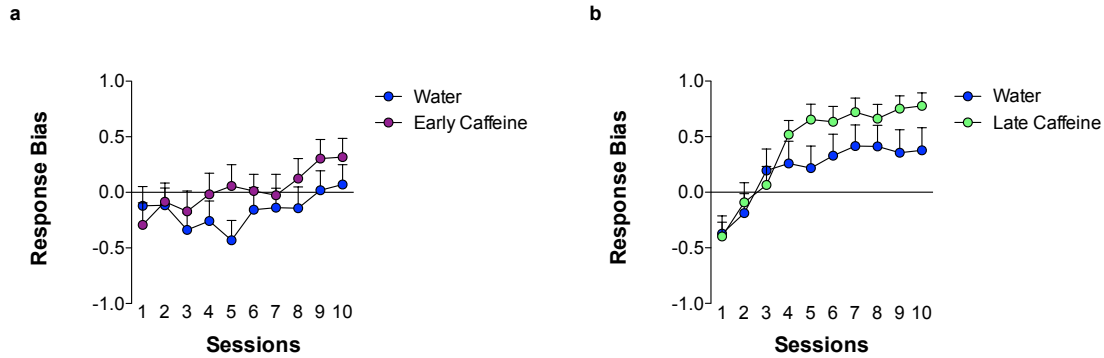 a
1.0
0.5
0.0
-0.5
-1.0
Response Bias
1 2 3 4 5 6 7 8 9 10
Sessions
Water
Early Caffeine
b
1.0
0.5
0.0
-0.5
-1.0
Response Bias
1 2 3 4 5 6 7 8 9 10
Sessions
Water
Late Caffeine